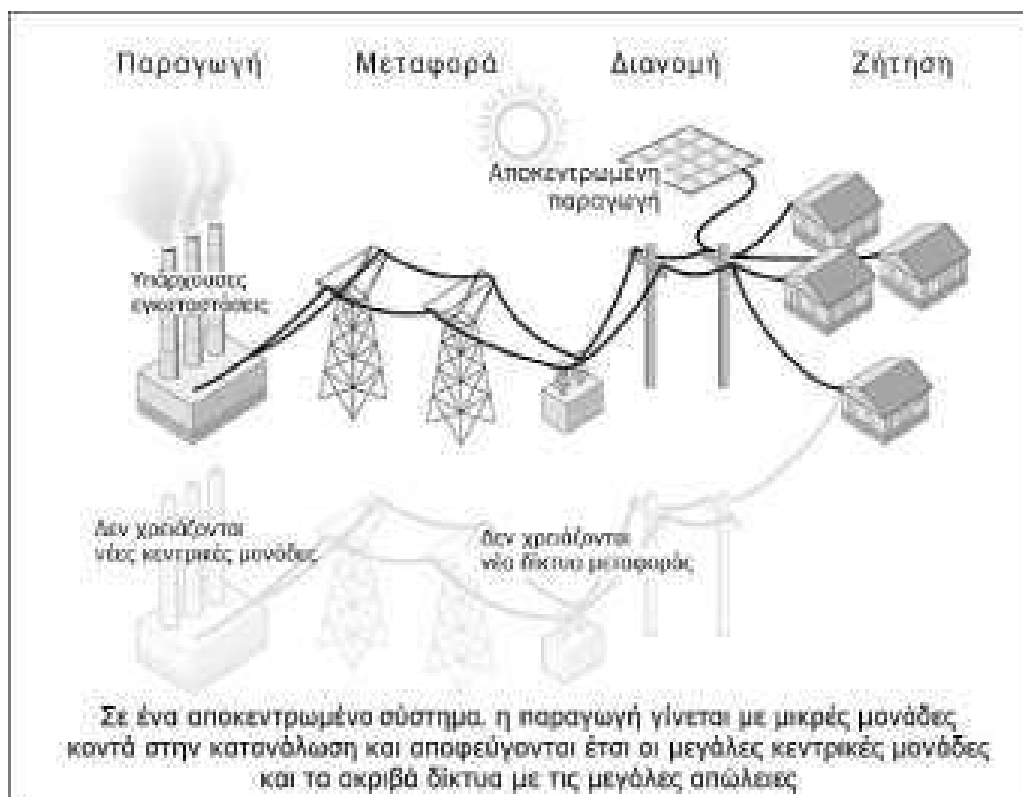 Παραγωγή Μεταφορά Διανομή Ζήτηση
Αποκεντρωμένη
παραγωγή
Υπάρχουσες
εγκαταστάσεις
Δεν χρειάζονται
νέες κεντρικές μονάδες
Δεν χρειάζονται
νέα δίκτυα μεταφοράς
Σε ένα αποκεντρωμένο σύστημα, η παραγωγή γίνεται με μικρές μονάδες
κοντά στην κατανάλωση και αποφεύγονται έτσι οι μεγάλες κεντρικές μονάδες
και τα ακριβά δίκτυα με τις μεγάλες απώλειες